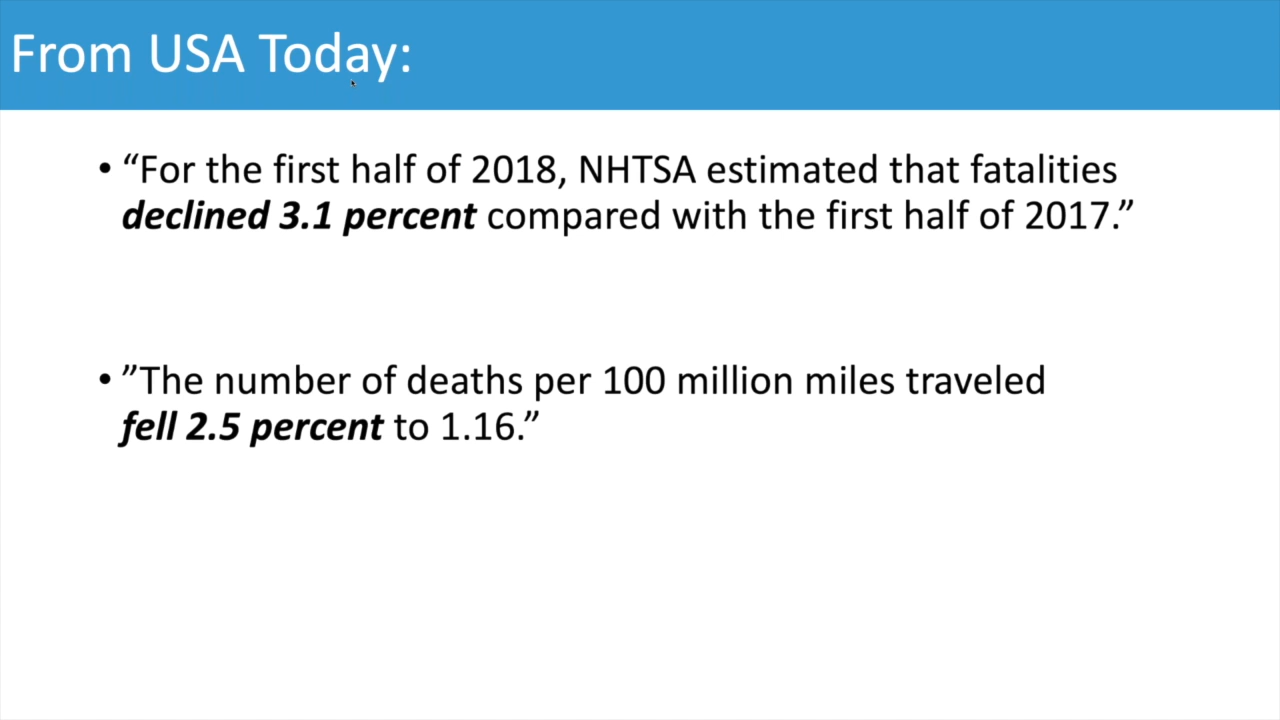 From USA Today:
• “For the first half of 2018, NHTSA estimated that fatalities
declined 3.1 percent compared with the first half of 2017.”
• ”The number of deaths per 100 million miles traveled
fell 2.5 percent to 1.16.”